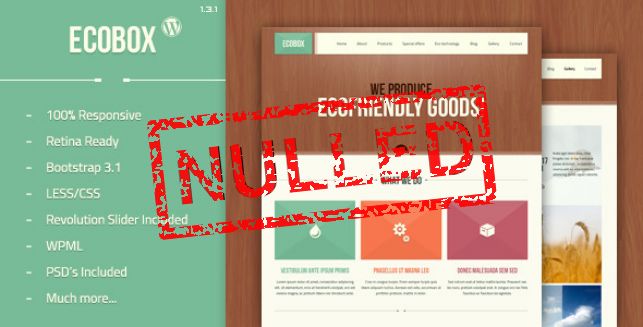 1.3.1
ECOBOX
- 100% Responsive
- Retina Ready
- Bootstrap 3.1
- LESS/CSS
- Revolution Slider Included
- WPML
- PSD's Included
- Much more...
NULLED
ECOBOX
Home About Products Special offers Eco technology Blog Gallery Contact
Blog Gallery Contact
WE PRODUCE
ECOFRIENDLY GOODS
WHAT WE DO
VESTIBULUM ANTE IPSUM PRIMIS
PHASELLUS UT MAGNA LEO
DONEC MALESUADA SEM SED